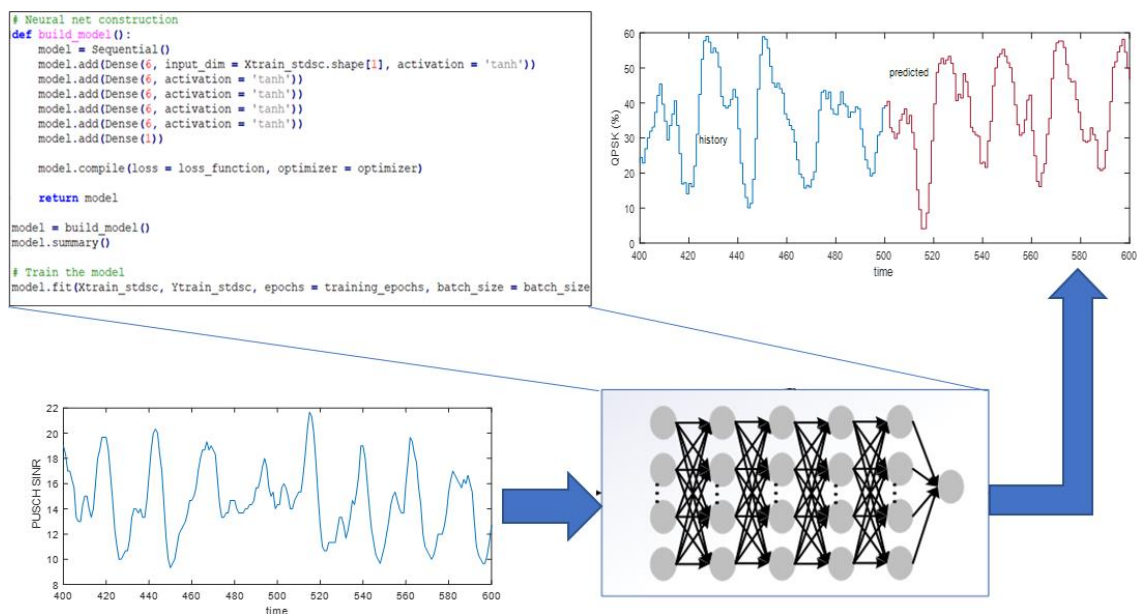 # Neural net construction
def build_model():
    model = Sequential()
    model.add(Dense(6, input_dim = Xtrain_stdsc.shape[1], activation = 'tanh'))
    model.add(Dense(6, activation = 'tanh'))
    model.add(Dense(6, activation = 'tanh'))
    model.add(Dense(6, activation = 'tanh'))
    model.add(Dense(6, activation = 'tanh'))
    model.add(Dense(1))
    model.compile(loss = loss_function, optimizer = optimizer)
    return model
model = build_model()
model.summary()
# Train the model
model.fit(Xtrain_stdsc, Ytrain_stdsc, epochs = training_epochs, batch_size = batch_size
60
50
40
30
20
10
0
QPSK (%)
history
predicted
400 420 440 460 480 500 520 540 560 580 600
time
22
20
18
16
14
12
10
8
PUSCH SINR
400 420 440 460 480 500 520 540 560 580 600
time